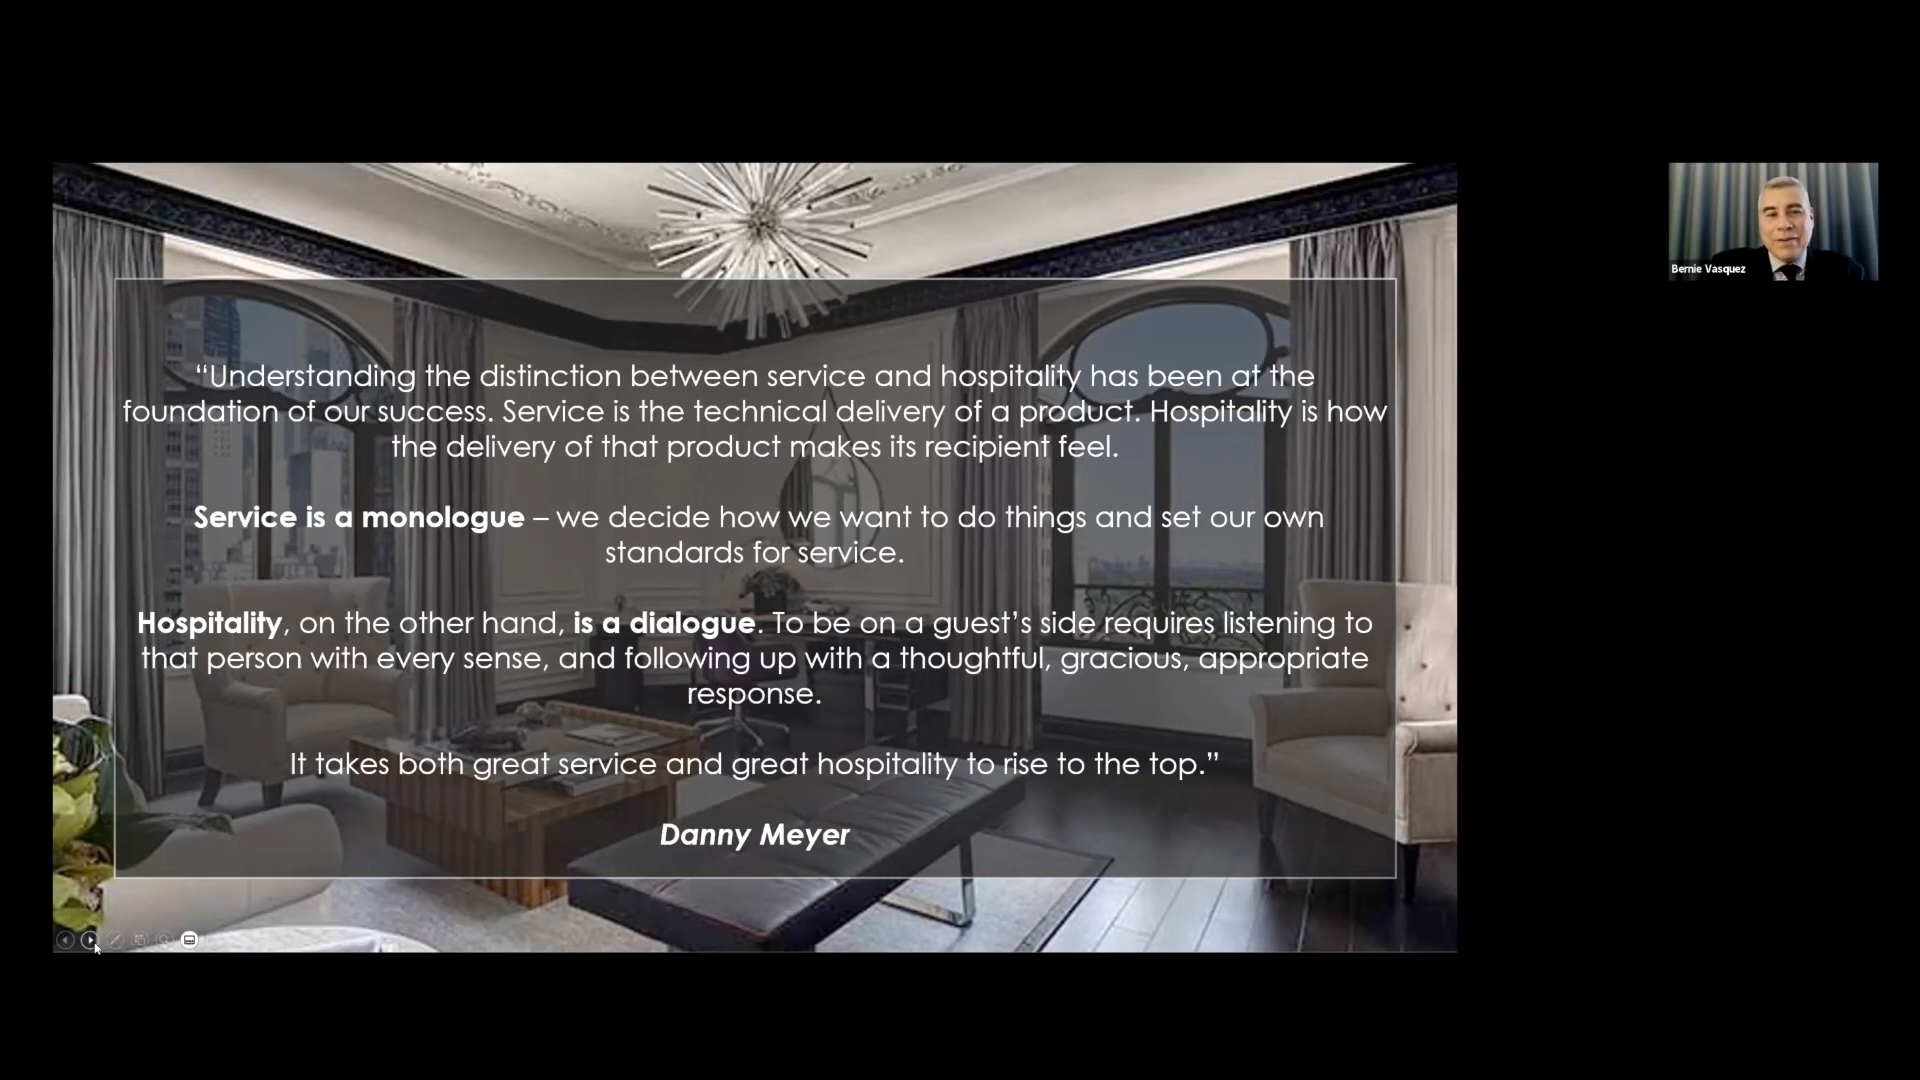 “Understanding the distinction between service and hospitality has been at the
foundation of our success. Service is the technical delivery of a product. Hospitality is how
the delivery of that product makes its recipient feel.
Service is a monologue – we decide how we want to do things and set our own
standards for service.
Hospitality, on the other hand, is a dialogue. To be on a guest’s side requires listening to
that person with every sense, and following up with a thoughtful, gracious, appropriate
response.
It takes both great service and great hospitality to rise to the top.”
Danny Meyer
Bernie Vasquez